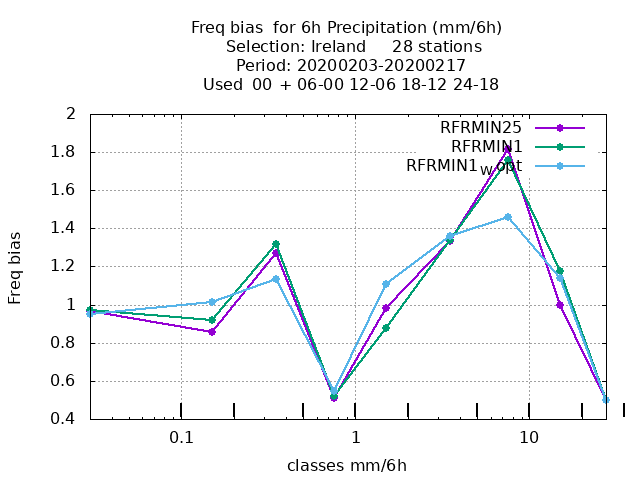 Freq bias  for 6h Precipitation (mm/6h)
Selection: Ireland     28 stations
Period: 20200203-20200217
Used  00  + 06-00 12-06 18-12 24-18
RFRMIN25
RFRMIN1
RFRMIN1wopt
2
1.8
1.6
1.4
1.2
1
0.8
0.6
0.4
Freq bias
0.1
1
10
classes mm/6h